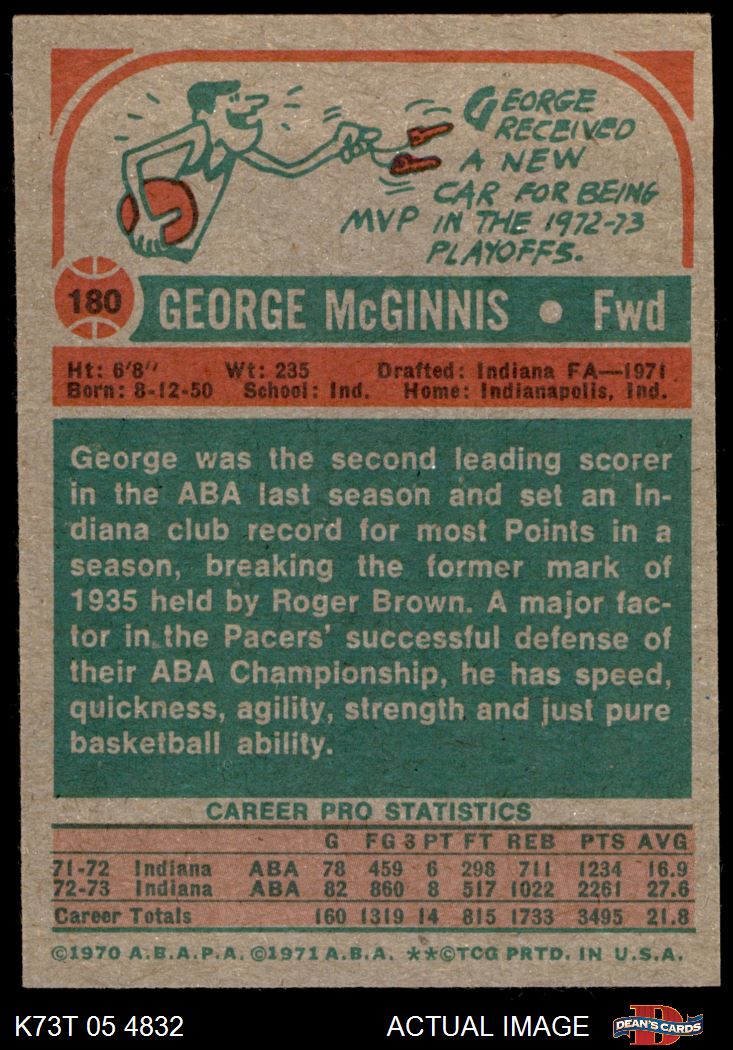 GEORGE
RECEIVED
A NEW
CAR FOR BEING
MVP IN THE 1972-73
PLAYOFFS.
180 GEORGE McGINNIS • Fwd
Ht: 6'8" Wt: 235 Drafted: Indiana FA—1971
Born: 8-12-50 School: Ind. Home: Indianapolis, Ind.
George was the second leading scorer
in the ABA last season and set an In-
diana club record for most Points in a
season, breaking the former mark of
1935 held by Roger Brown. A major fac-
tor in the Pacers' successful defense of
their ABA Championship, he has speed,
quickness, agility, strength and just pure
basketball ability.
CAREER PRO STATISTICS
G FG 3 PT FT REB PTS AVG
71-72 Indiana ABA 78 459 6 298 711 1234 16.9
72-73 Indiana ABA 82 860 8 517 1022 2261 27.6
Career Totals 160 1319 14 815 1733 3495 21.8
©1970 A.B.A.P.A. ©1971 A.B.A. **©TCG PRTD. IN U.S.A.
K73T 05 4832 ACTUAL IMAGE DEAN'S CARDS